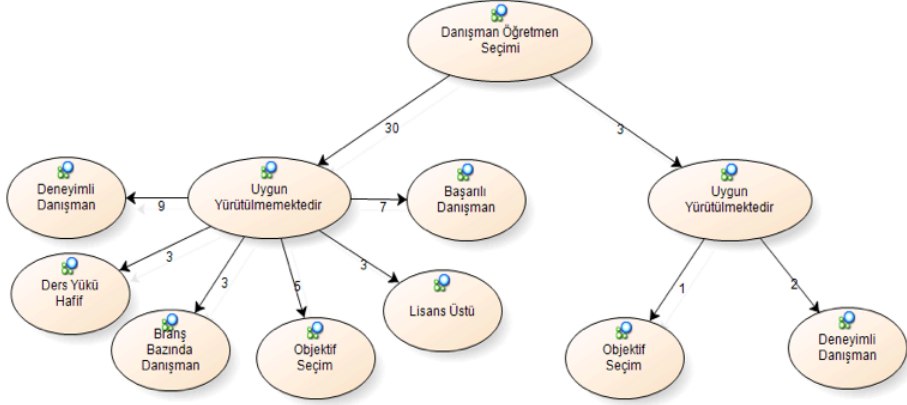 Danışman Öğretmen
Seçimi
30
3
Deneyimli
Danışman
9
Uygun
Yürütülmemektedir
7
Başarılı
Danışman
Uygun
Yürütülmektedir
Ders Yükü
Hafif
3
3
5
3
Lisans Üstü
Branş
Bazında
Danışman
Objektif
Seçim
1
2
Objektif
Seçim
Deneyimli
Danışman